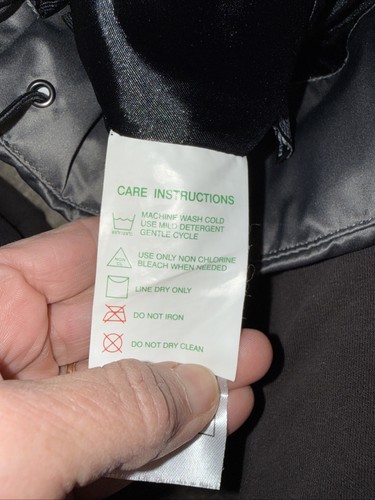 CARE INSTRUCTIONS
MACHINE WASH COLD
USE MILD DETERGENT
GENTLE CYCLE
USE ONLY NON CHLORINE
BLEACH WHEN NEEDED
LINE DRY ONLY
DO NOT IRON
DO NOT DRY CLEAN